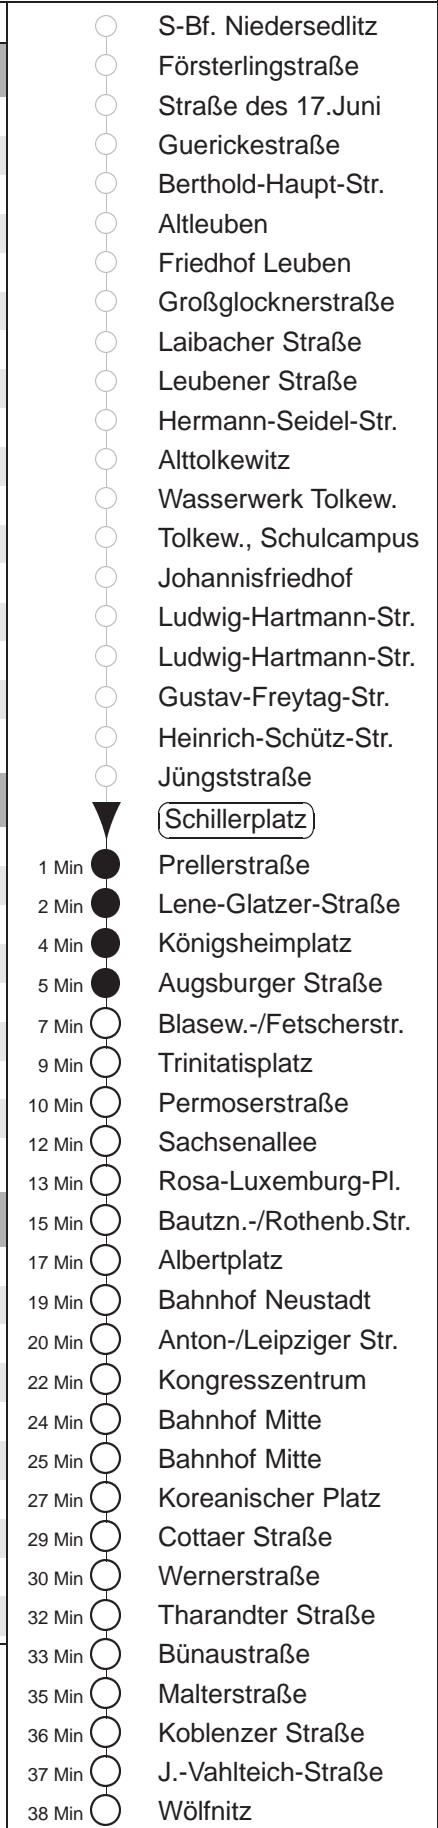 S-Bf. Niedersedlitz
Försterlingstraße
Straße des 17.Juni
Guerickestraße
Berthold-Haupt-Str.
Altleuben
Friedhof Leuben
Großglocknerstraße
Laibacher Straße
Leubener Straße
Hermann-Seidel-Str.
Alttolkewitz
Wasserwerk Tolkew.
Tolkew., Schulcampus
Johannisfriedhof
Ludwig-Hartmann-Str.
Ludwig-Hartmann-Str.
Gustav-Freytag-Str.
Heinrich-Schütz-Str.
Jüngststraße
Schillerplatz
1 Min Prellerstraße
2 Min Lene-Glatzer-Straße
4 Min Königsheimplatz
5 Min Augsburger Straße
7 Min Blasew.-/Fetscherstr.
9 Min Trinitatisplatz
10 Min Permoserstraße
12 Min Sachsenallee
13 Min Rosa-Luxemburg-Pl.
15 Min Bautzn.-/Rothenb.Str.
17 Min Albertplatz
19 Min Bahnhof Neustadt
20 Min Anton-/Leipziger Str.
22 Min Kongresszentrum
24 Min Bahnhof Mitte
25 Min Bahnhof Mitte
27 Min Koreanischer Platz
29 Min Cottaer Straße
30 Min Wernerstraße
32 Min Tharandter Straße
33 Min Bünaustraße
35 Min Malterstraße
36 Min Koblenzer Straße
37 Min J.-Vahlteich-Straße
38 Min Wölfnitz